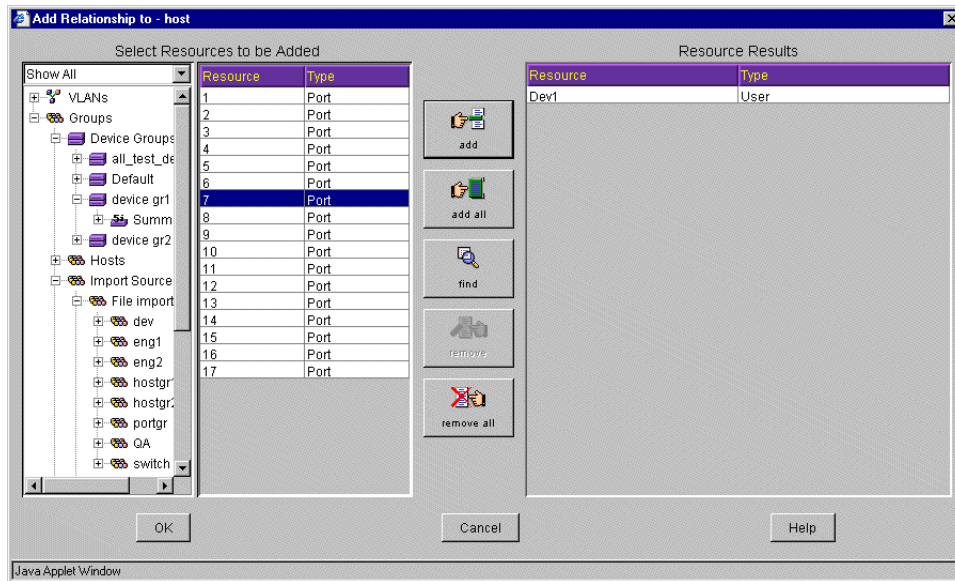 Add Relationship to - host
Select Resources to be Added
Resource Results
Show All
VLANs
Groups
Device Groups
all_test_de
Default
device gr1
Summ
device gr2
Hosts
Import Source
File import
dev
eng1
eng2
hostgr1
hostgr2
portgr
QA
switch
Resource Type
1 Port
2 Port
3 Port
4 Port
5 Port
6 Port
7 Port
8 Port
9 Port
10 Port
11 Port
12 Port
13 Port
14 Port
15 Port
16 Port
17 Port
add
add all
find
remove
remove all
Resource Type
Dev1 User
OK
Cancel
Help
Java Applet Window